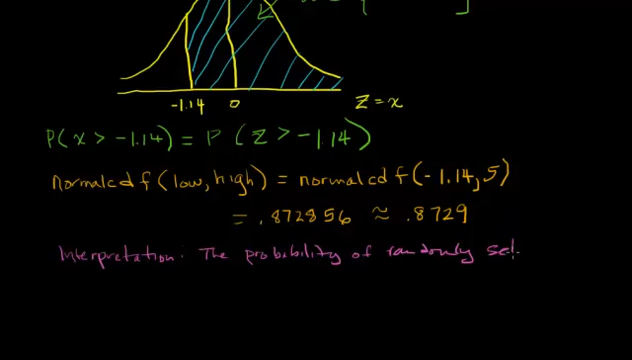 -1.14 0 Z = x
P(x > -1.14) = P(Z > -1.14)
normalcdf(low, high) = normalcdf(-1.14, 5)
= .872856 ≈ .8729
Interpretation: The probability of randomly sel